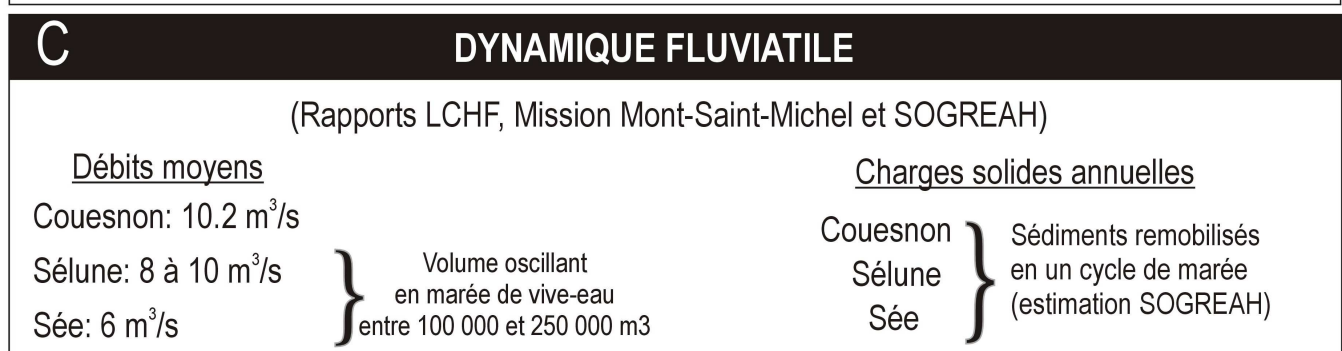 C
DYNAMIQUE FLUVIATILE
(Rapports LCHF, Mission Mont-Saint-Michel et SOGREAH)
Débits moyens
Couesnon: 10.2 m³/s
Sélune: 8 à 10 m³/s
Sée: 6 m³/s
Volume oscillant
en marée de vive-eau
entre 100 000 et 250 000 m3
Charges solides annuelles
Couesnon
Sélune
Sée
Sédiments remobilisés
en un cycle de marée
(estimation SOGREAH)